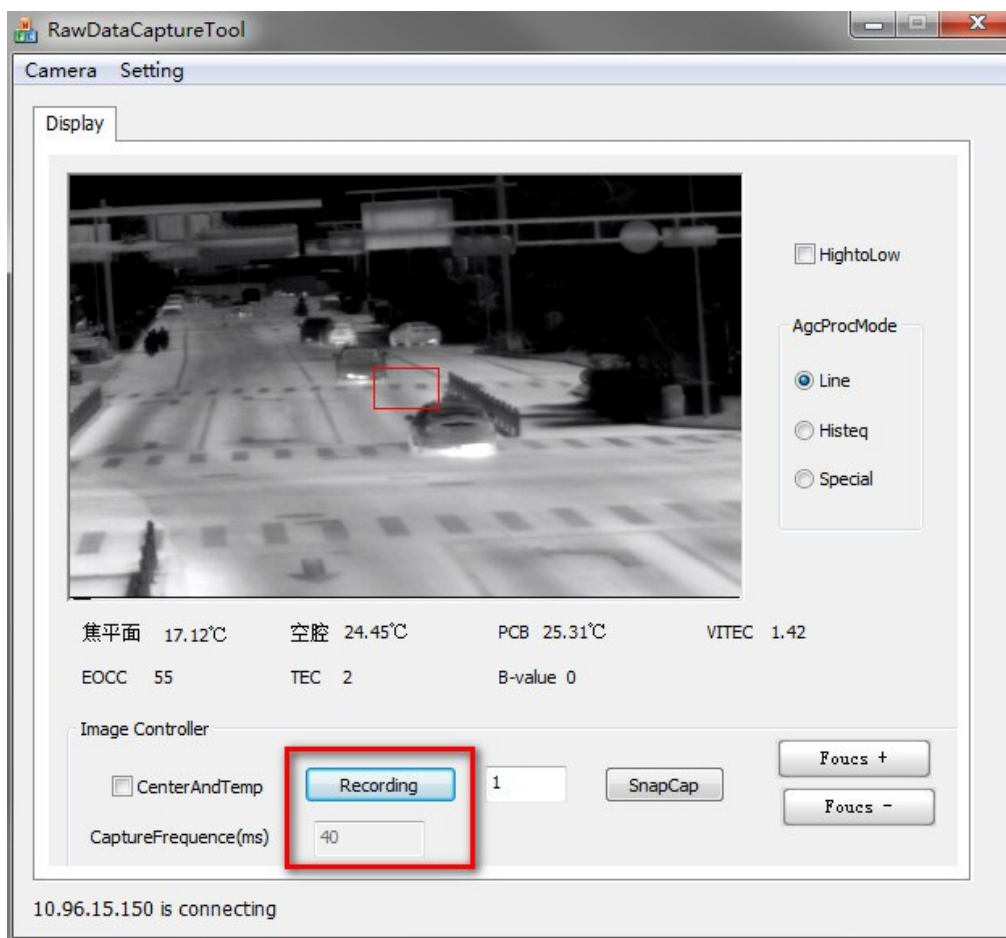 RawDataCaptureTool
Camera Setting
Display
HightoLow
AgcProcMode
Line
Histeq
Special
焦平面 17.12℃ 空腔 24.45℃ PCB 25.31℃ VITEC 1.42
EOCC 55 TEC 2 B-value 0
Image Controller
CenterAndTemp Recording 1 SnapCap Foucs +
CaptureFrequence(ms) 40 Foucs -
10.96.15.150 is connecting